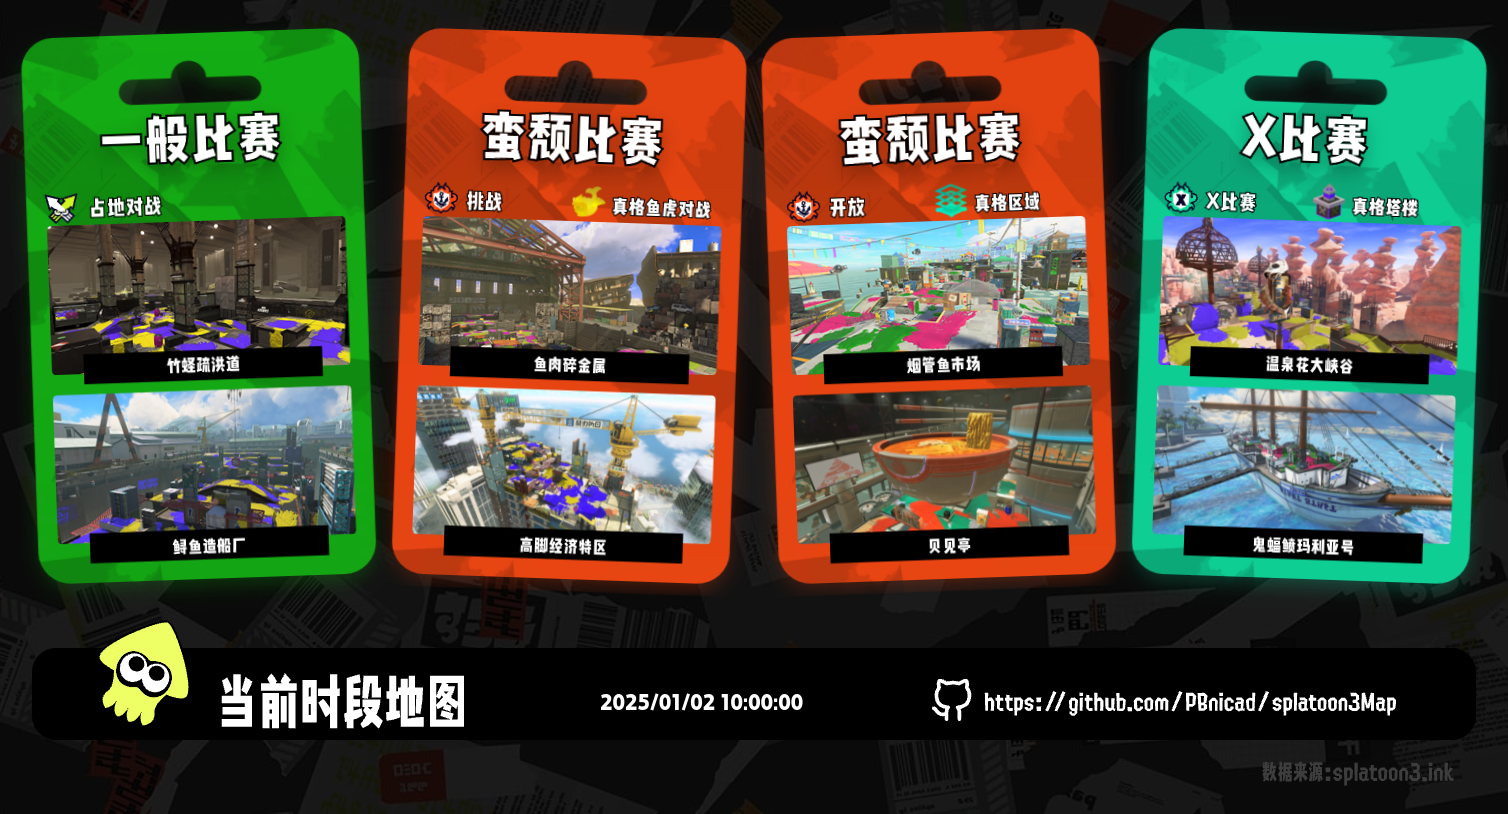 一般比赛
占地对战
竹蛏疏洪道
鲟鱼造船厂
蛮颓比赛
挑战
真格鱼虎对战
鱼肉碎金属
高脚经济特区
蛮颓比赛
开放
真格区域
烟管鱼市场
贝贝亭
X比赛
X比赛
真格塔楼
温泉花大峡谷
鬼蝠鲼玛利亚号
当前时段地图
2025/01/02 10:00:00
https://github.com/PBnicad/splatoon3Map
数据来源:splatoon3.ink